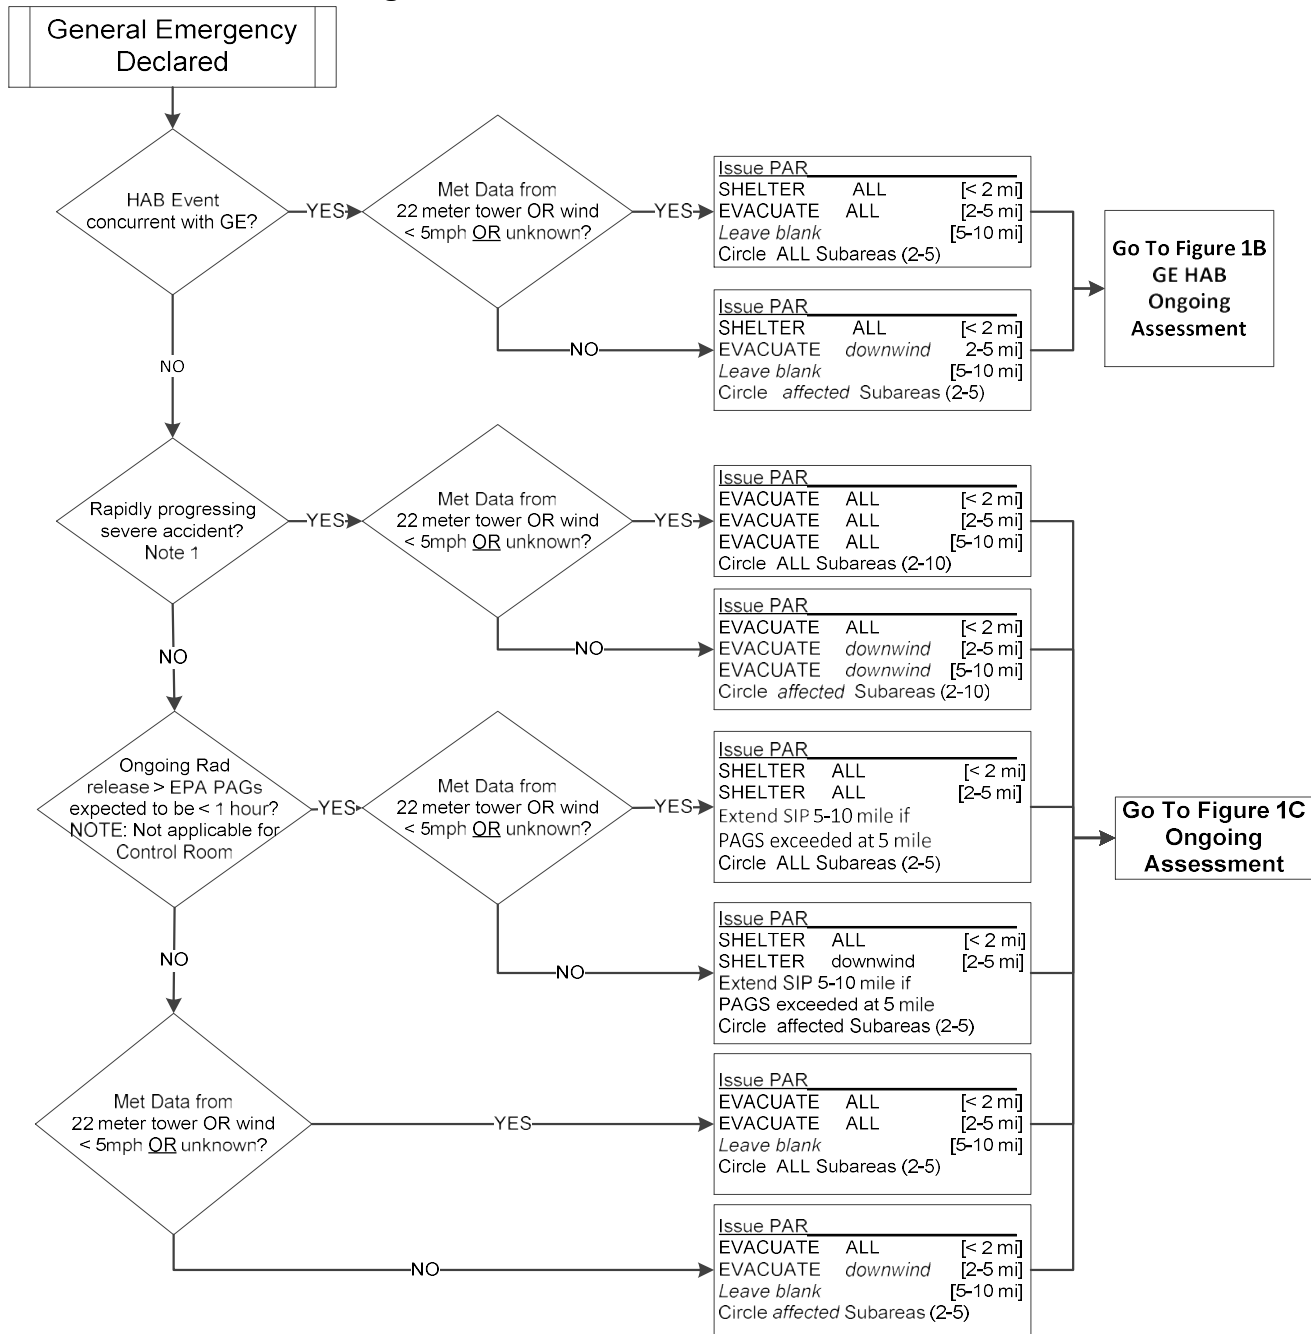 General Emergency
Declared
HAB Event
concurrent with GE?
YES
Met Data from
22 meter tower OR wind
< 5mph OR unknown?
YES
Issue PAR
SHELTER ALL [< 2 mi]
EVACUATE ALL [2-5 mi]
Leave blank [5-10 mi]
Circle ALL Subareas (2-5)
Go To Figure 1B
GE HAB
Ongoing
Assessment
NO
Issue PAR
SHELTER ALL [< 2 mi]
EVACUATE downwind 2-5 mi]
Leave blank [5-10 mi]
Circle affected Subareas (2-5)
NO
Rapidly progressing
severe accident?
Note 1
YES
Met Data from
22 meter tower OR wind
< 5mph OR unknown?
YES
Issue PAR
EVACUATE ALL [< 2 mi]
EVACUATE ALL [2-5 mi]
EVACUATE ALL [5-10 mi]
Circle ALL Subareas (2-10)
NO
Issue PAR
EVACUATE ALL [< 2 mi]
EVACUATE downwind [2-5 mi]
EVACUATE downwind [5-10 mi]
Circle affected Subareas (2-10)
NO
Ongoing Rad
release > EPA PAGs
expected to be < 1 hour?
NOTE: Not applicable for
Control Room
YES
Met Data from
22 meter tower OR wind
< 5mph OR unknown?
YES
Issue PAR
SHELTER ALL [< 2 mi]
SHELTER ALL [2-5 mi]
Extend SIP 5-10 mile if
PAGS exceeded at 5 mile
Circle ALL Subareas (2-5)
Go To Figure 1C
Ongoing
Assessment
NO
Issue PAR
SHELTER ALL [< 2 mi]
SHELTER downwind [2-5 mi]
Extend SIP 5-10 mile if
PAGS exceeded at 5 mile
Circle affected Subareas (2-5)
NO
Met Data from
22 meter tower OR wind
< 5mph OR unknown?
YES
Issue PAR
EVACUATE ALL [< 2 mi]
EVACUATE ALL [2-5 mi]
Leave blank [5-10 mi]
Circle ALL Subareas (2-5)
NO
Issue PAR
EVACUATE ALL [< 2 mi]
EVACUATE downwind [2-5 mi]
Leave blank [5-10 mi]
Circle affected Subareas (2-5)